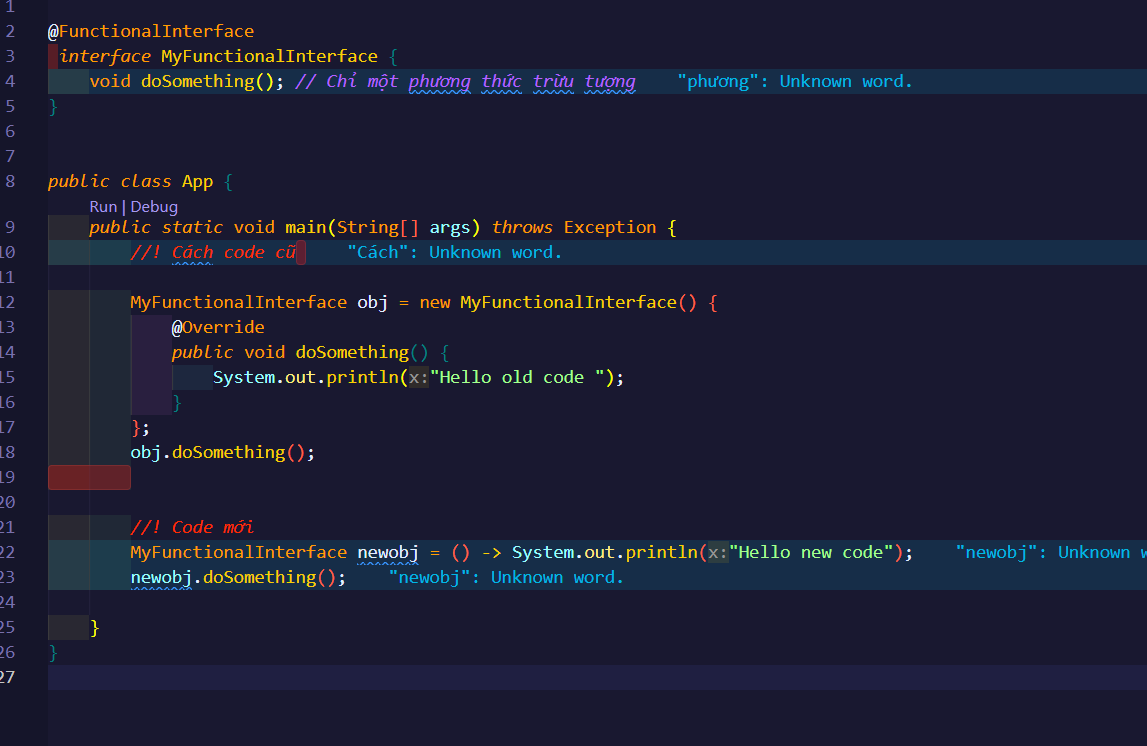 1
2 @FunctionalInterface
3 interface MyFunctionalInterface {
4 void doSomething(); // Chỉ một phương thức trừu tượng "phương": Unknown word.
5 }
6
7
8 public class App {
Run | Debug
9 public static void main(String[] args) throws Exception {
10 //! Cách code cũ "Cách": Unknown word.
11
12 MyFunctionalInterface obj = new MyFunctionalInterface() {
13 @Override
14 public void doSomething() {
15 System.out.println(x:"Hello old code ");
16 }
17 };
18 obj.doSomething();
19
20
21 //! Code mới
22 MyFunctionalInterface newobj = () -> System.out.println(x:"Hello new code"); "newobj": Unknown
23 newobj.doSomething(); "newobj": Unknown word.
24
25 }
26 }
27